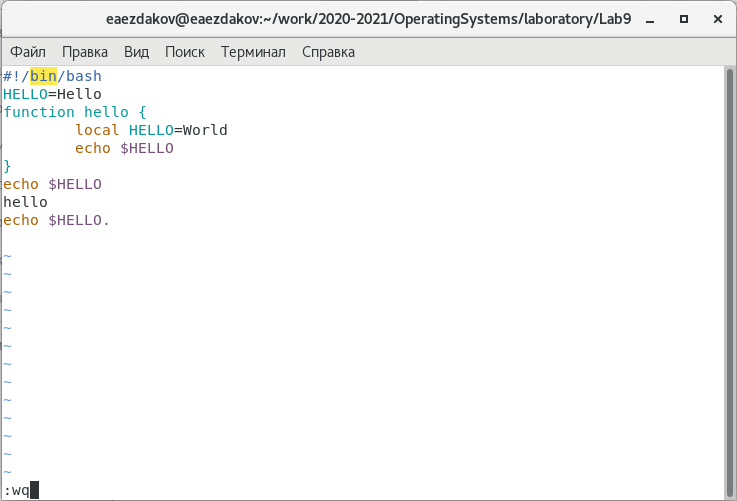 eaezdakov@eaezdakov:~/work/2020-2021/OperatingSystems/laboratory/Lab9
Файл Правка Вид Поиск Терминал Справка
#!/bin/bash
HELLO=Hello
function hello {
        local HELLO=World
        echo $HELLO
}
echo $HELLO
hello
echo $HELLO.
~
~
~
~
~
~
~
~
~
~
~
~
~
:wq